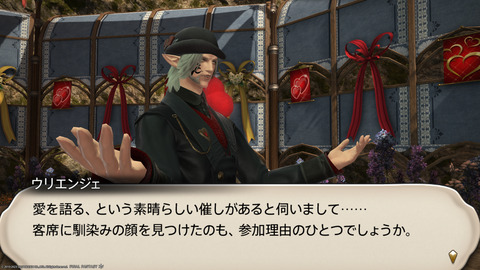 ウリエンジェ
愛を語る、という素晴らしい催しがあると伺いまして……
客席に馴染みの顔を見つけたのも、参加理由のひとつでしょうか。
FINAL FANTASY XIV